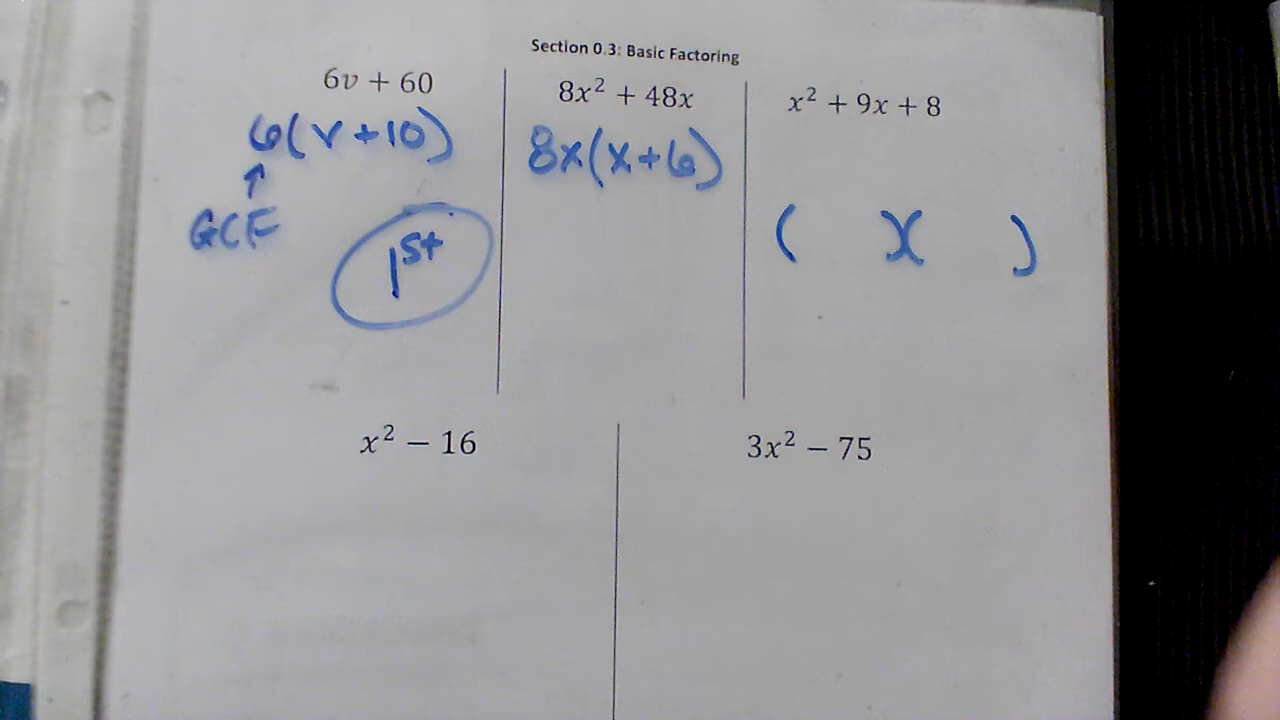 Section 0.3: Basic Factoring
6v + 60
6(v+10)
↑
GCF
1st
8x² + 48x
8x(x+6)
x² + 9x + 8
( )( )
x² − 16
3x² − 75